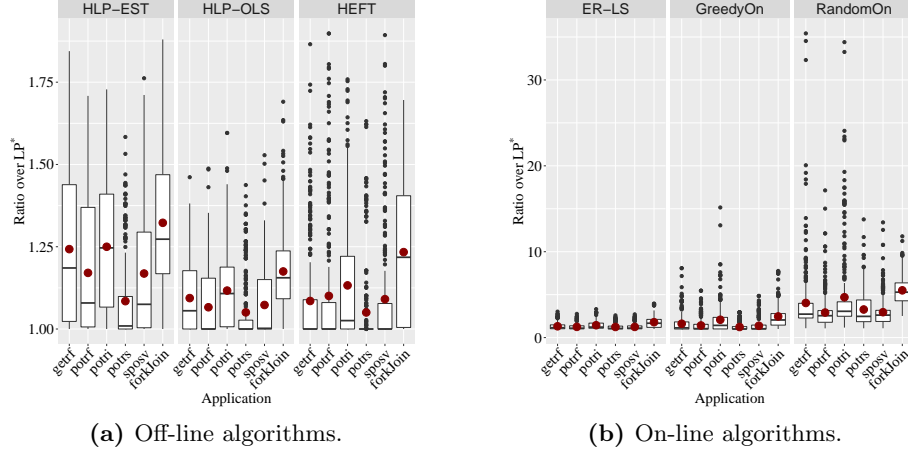 HLP−EST HLP−OLS HEFT
1.75
1.50
1.25
1.00
Ratio over LP*
getrf potrf potri potrs sposv forkJoin getrf potrf potri potrs sposv forkJoin getrf potrf potri potrs sposv forkJoin
Application
(a) Off-line algorithms.
ER−LS GreedyOn RandomOn
30
20
10
0
Ratio over LP*
getrf potrf potri potrs sposv forkJoin getrf potrf potri potrs sposv forkJoin getrf potrf potri potrs sposv forkJoin
Application
(b) On-line algorithms.